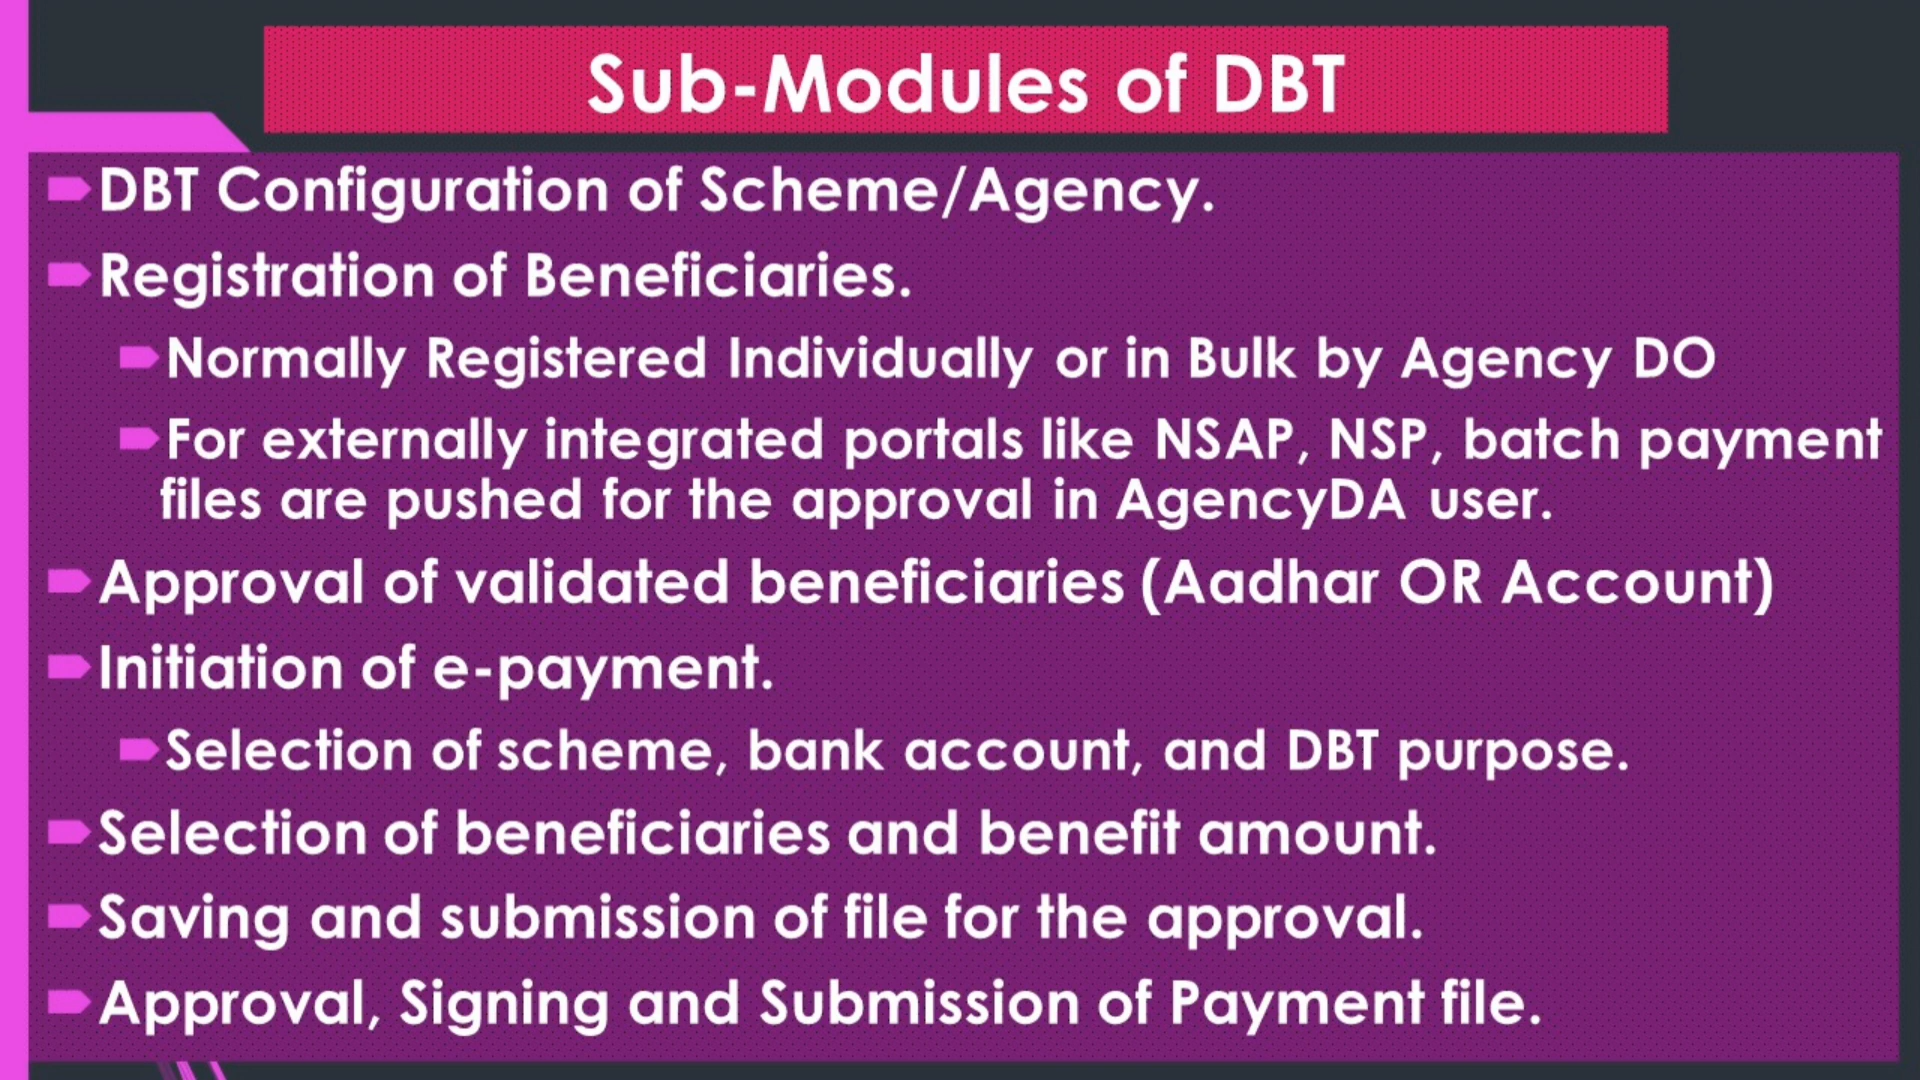 Sub-Modules of DBT
DBT Configuration of Scheme/Agency.
Registration of Beneficiaries.
Normally Registered Individually or in Bulk by Agency DO
For externally integrated portals like NSAP, NSP, batch payment
files are pushed for the approval in AgencyDA user.
Approval of validated beneficiaries (Aadhar OR Account)
Initiation of e-payment.
Selection of scheme, bank account, and DBT purpose.
Selection of beneficiaries and benefit amount.
Saving and submission of file for the approval.
Approval, Signing and Submission of Payment file.